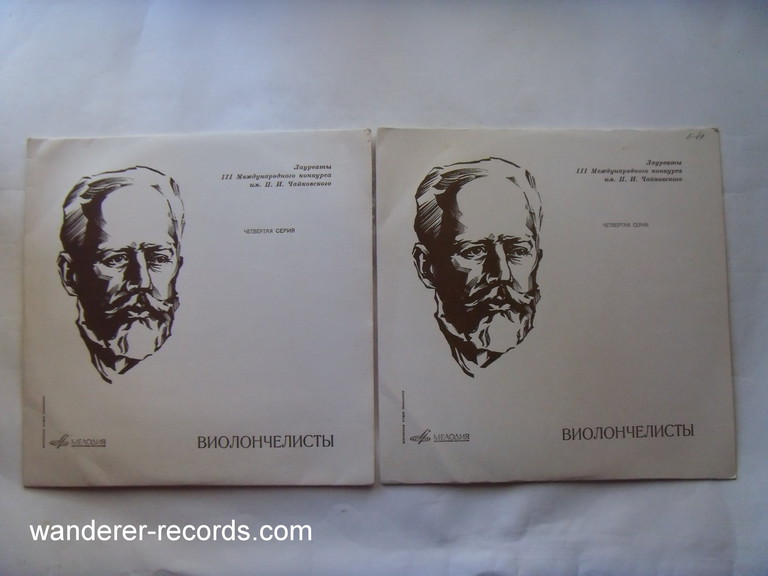 Лауреаты
III Международного конкурса
им. П. И. Чайковского
ЧЕТВЕРТАЯ СЕРИЯ
МЕЛОДИЯ
ВИОЛОНЧЕЛИСТЫ
Лауреаты
III Международного конкурса
им. П. И. Чайковского
ЧЕТВЕРТАЯ СЕРИЯ
МЕЛОДИЯ
ВИОЛОНЧЕЛИСТЫ
wanderer-records.com